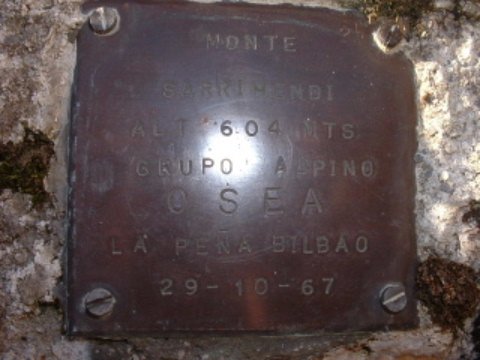 MONTE
SARRIMENDI
ALT 604 MTS
GRUPO ALPINO
OSEA
LA PEÑA BILBAO
29-10-67